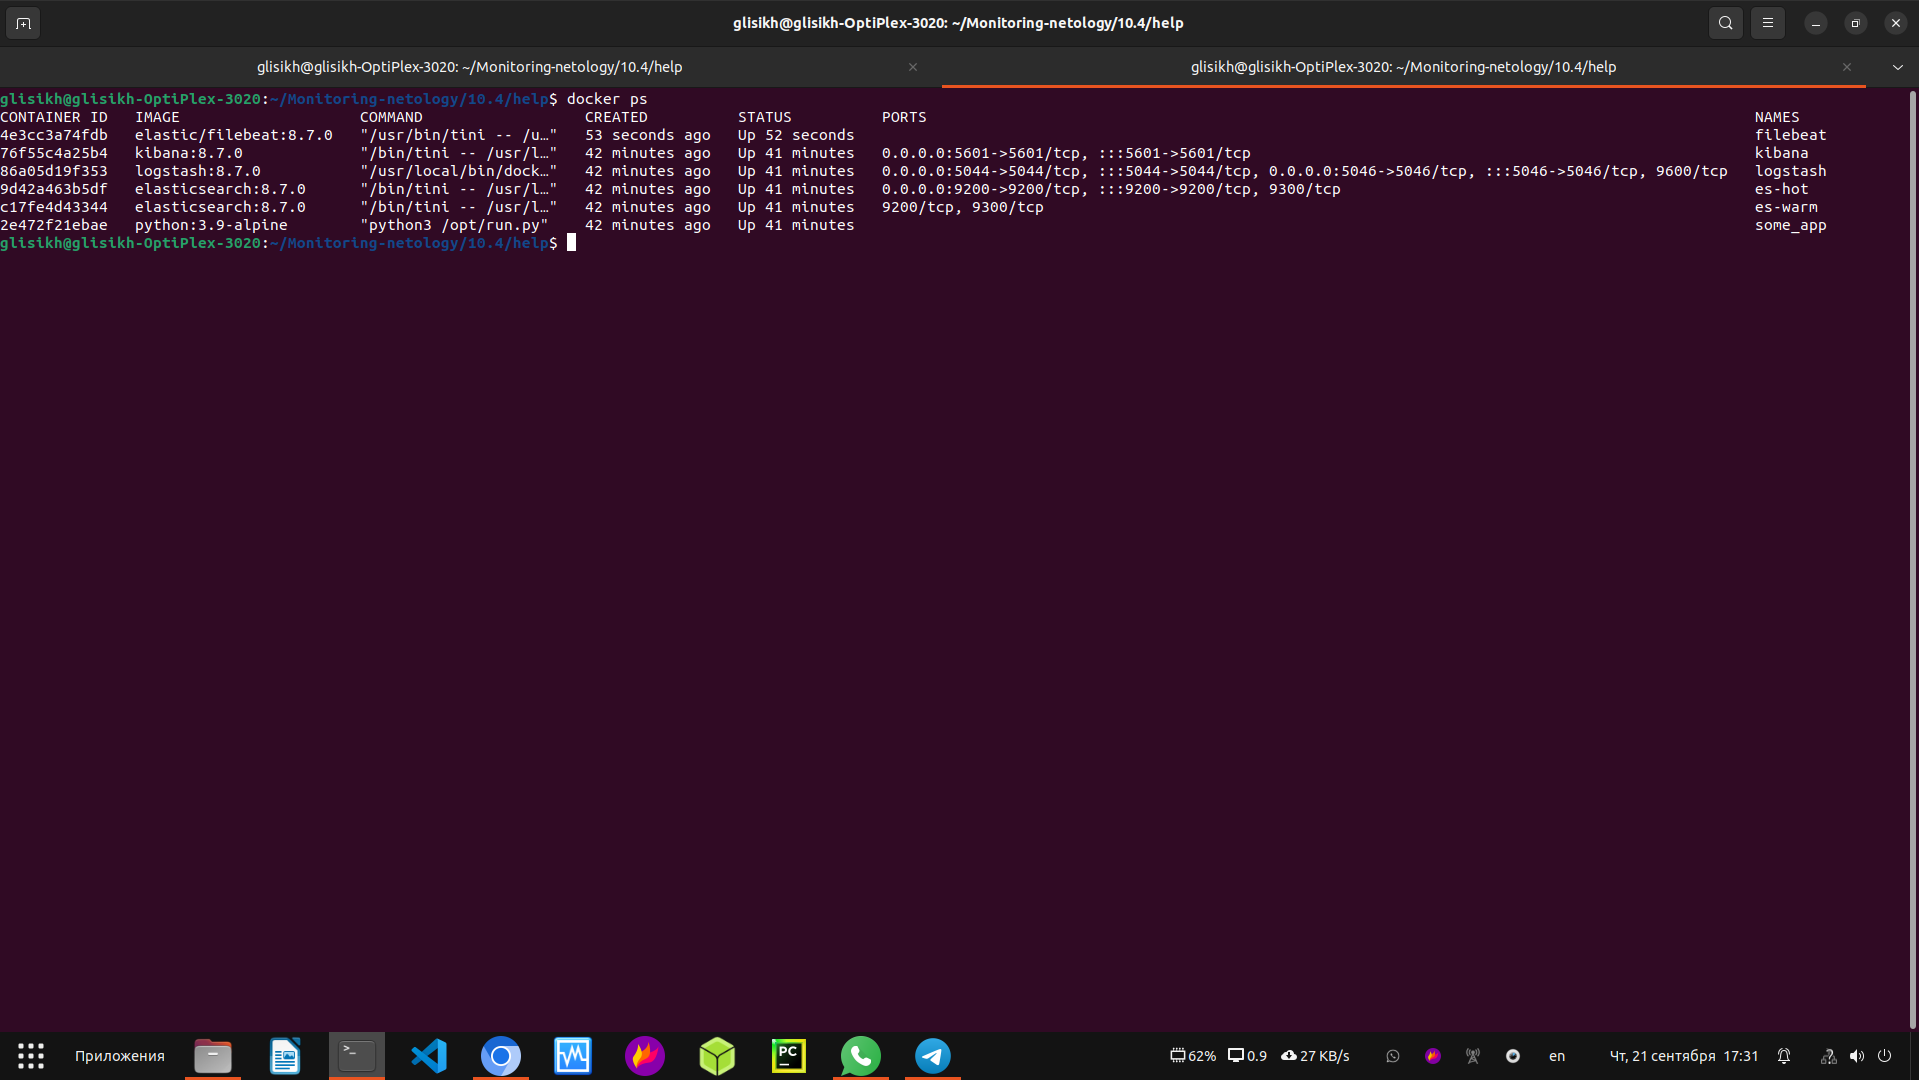 glisikh@glisikh-OptiPlex-3020: ~/Monitoring-netology/10.4/help
glisikh@glisikh-OptiPlex-3020: ~/Monitoring-netology/10.4/help
glisikh@glisikh-OptiPlex-3020: ~/Monitoring-netology/10.4/help
glisikh@glisikh-OptiPlex-3020:~/Monitoring-netology/10.4/help$ docker ps
CONTAINER ID   IMAGE                   COMMAND                  CREATED          STATUS          PORTS                                                                                            NAMES
4e3cc3a74fdb   elastic/filebeat:8.7.0   "/usr/bin/tini -- /u…"   53 seconds ago   Up 52 seconds                                                                                                    filebeat
76f55c4a25b4   kibana:8.7.0             "/bin/tini -- /usr/l…"   42 minutes ago   Up 41 minutes   0.0.0.0:5601->5601/tcp, :::5601->5601/tcp                                                        kibana
86a05d19f353   logstash:8.7.0           "/usr/local/bin/dock…"   42 minutes ago   Up 41 minutes   0.0.0.0:5044->5044/tcp, :::5044->5044/tcp, 0.0.0.0:5046->5046/tcp, :::5046->5046/tcp, 9600/tcp   logstash
9d42a463b5df   elasticsearch:8.7.0      "/bin/tini -- /usr/l…"   42 minutes ago   Up 41 minutes   0.0.0.0:9200->9200/tcp, :::9200->9200/tcp, 9300/tcp                                              es-hot
c17fe4d43344   elasticsearch:8.7.0      "/bin/tini -- /usr/l…"   42 minutes ago   Up 41 minutes   9200/tcp, 9300/tcp                                                                               es-warm
2e472f21ebae   python:3.9-alpine        "python3 /opt/run.py"    42 minutes ago   Up 41 minutes                                                                                                    some_app
glisikh@glisikh-OptiPlex-3020:~/Monitoring-netology/10.4/help$
Приложения >_ PC 62% 0.9 27 KB/s en Чт, 21 сентября 17:31